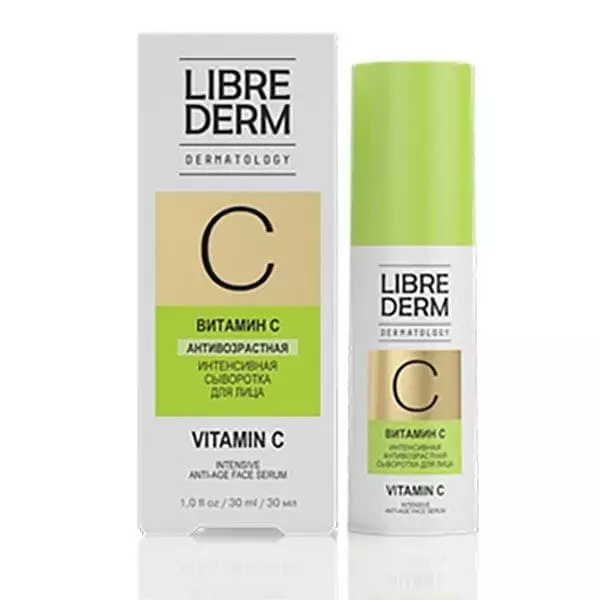 LIBRE
DERM
DERMATOLOGY
C
ВИТАМИН С
АНТИВОЗРАСТНАЯ
ИНТЕНСИВНАЯ
СЫВОРОТКА
ДЛЯ ЛИЦА
VITAMIN C
INTENSIVE
ANTI-AGE FACE SERUM
1,0 fl oz / 30 ml / 30 мл
LIBRE
DERM
DERMATOLOGY
C
ВИТАМИН С
ИНТЕНСИВНАЯ
АНТИВОЗРАСТНАЯ
СЫВОРОТКА ДЛЯ ЛИЦА
VITAMIN C
INTENSIVE
ANTI-AGE FACE SERUM